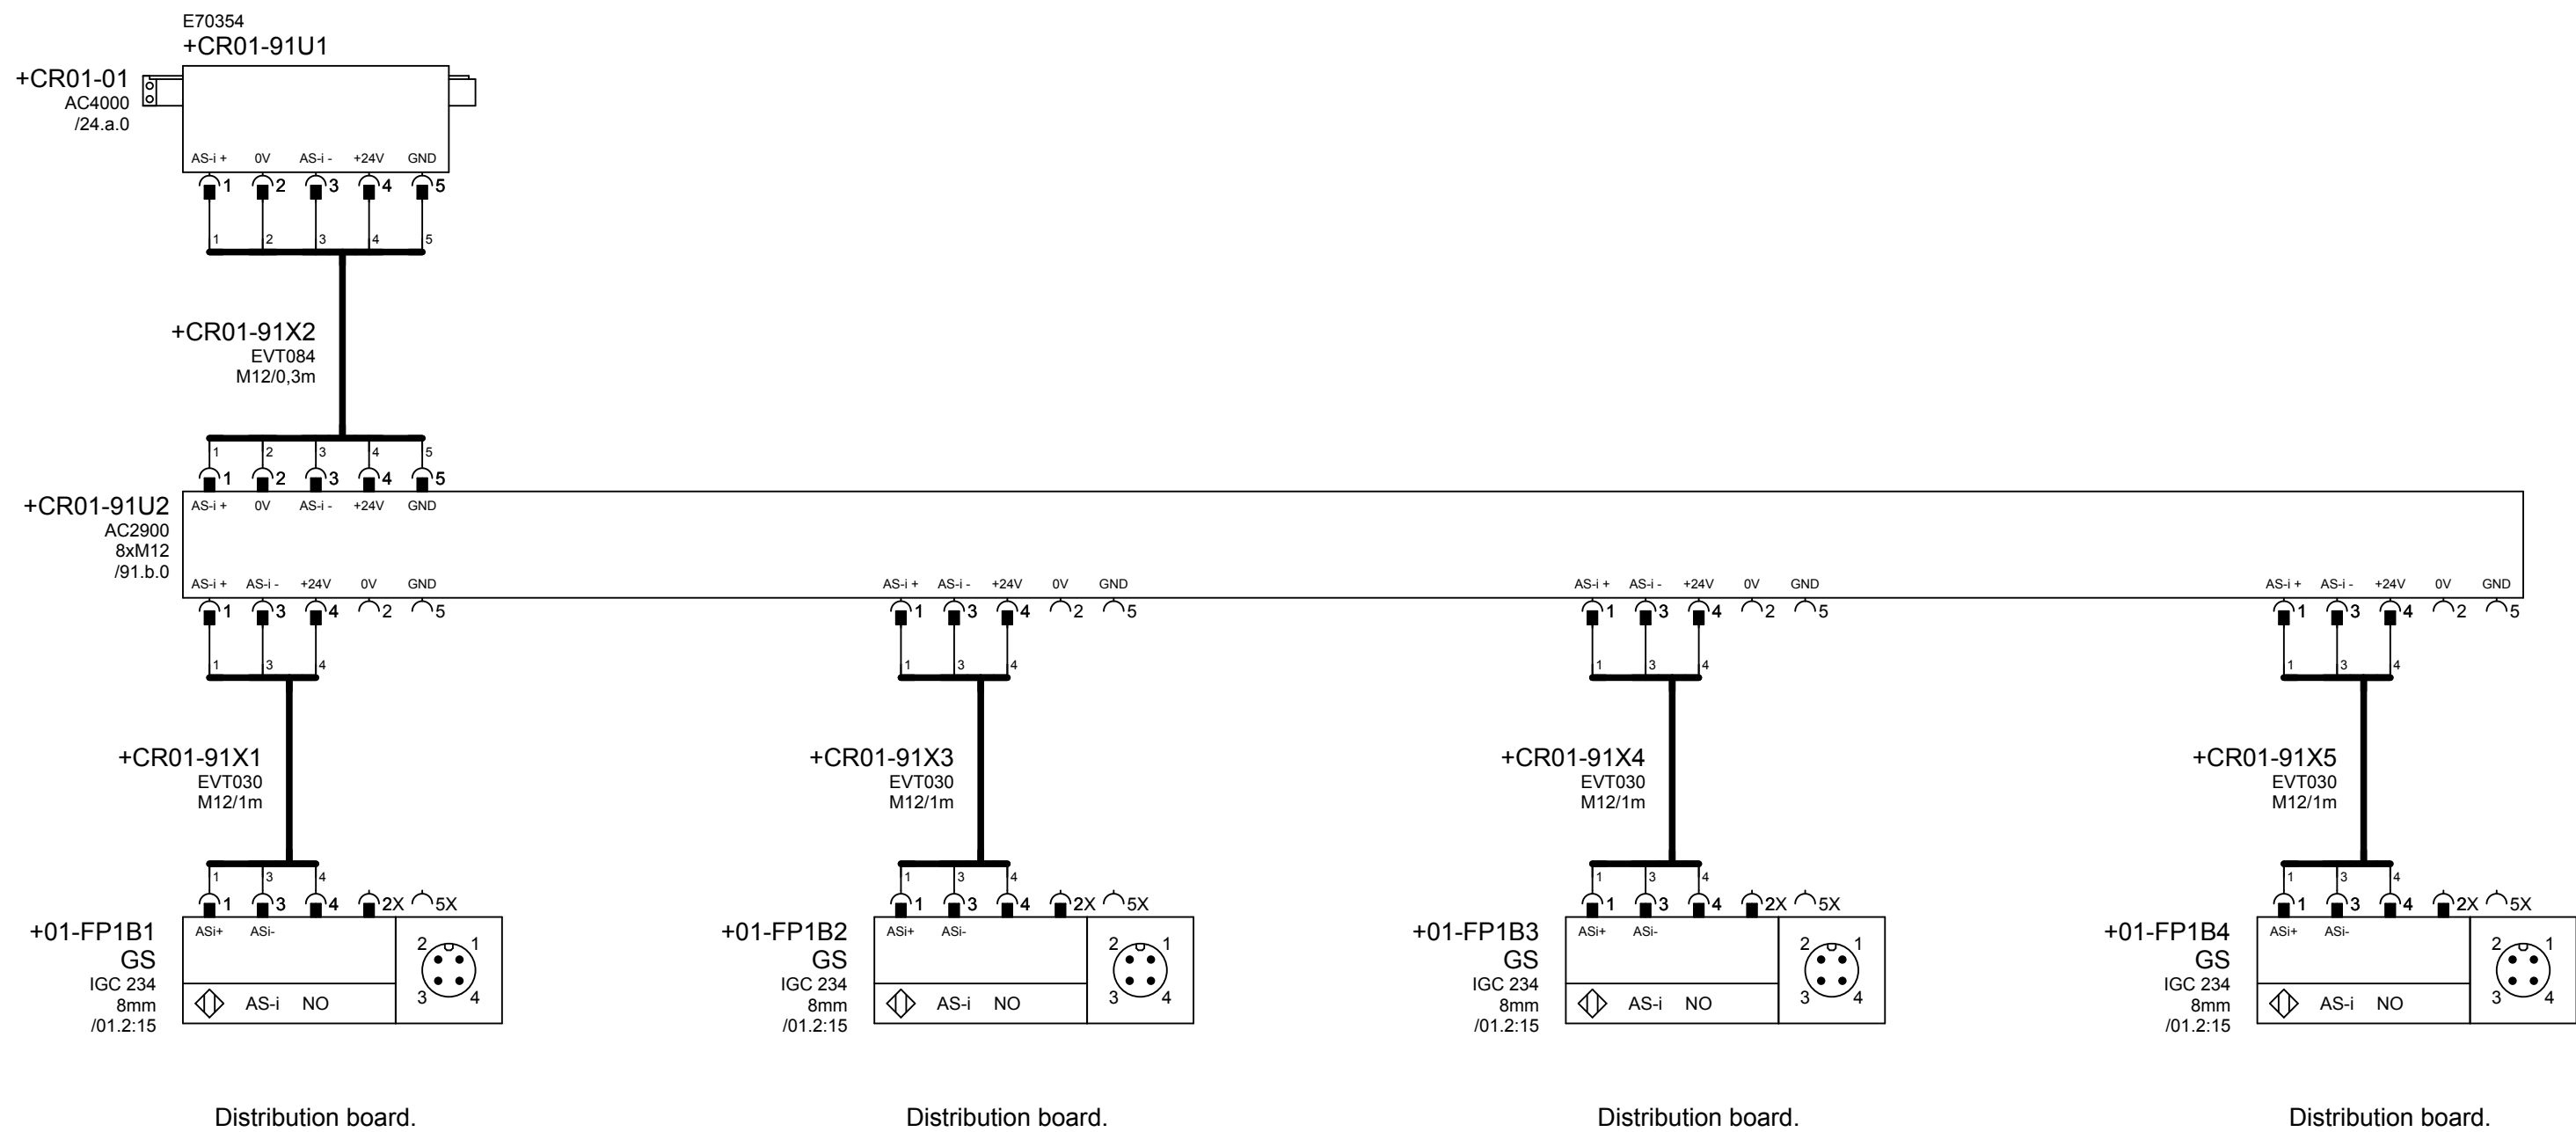 E70354
+CR01-91U1
+CR01-01
AC4000
/24.a.0
AS-i + 0V AS-i - +24V GND
1 2 3 4 5
1 2 3 4 5
+CR01-91X2
EVT084
M12/0,3m
1 2 3 4 5
1 2 3 4 5
+CR01-91U2
AC2900
8xM12
/91.b.0
AS-i + 0V AS-i - +24V GND
AS-i + AS-i - +24V 0V GND AS-i + AS-i - +24V 0V GND AS-i + AS-i - +24V 0V GND AS-i + AS-i - +24V 0V GND
1 3 4 2 5 1 3 4 2 5 1 3 4 2 5 1 3 4 2 5
1 3 4 1 3 4 1 3 4 1 3 4
+CR01-91X1 +CR01-91X3 +CR01-91X4 +CR01-91X5
EVT030 EVT030 EVT030 EVT030
M12/1m M12/1m M12/1m M12/1m
1 3 4 1 3 4 1 3 4 1 3 4
1 3 4 2X 5X 1 3 4 2X 5X 1 3 4 2X 5X 1 3 4 2X 5X
+01-FP1B1
GS
IGC 234
8mm
/01.2:15
ASi+ ASi-
AS-i NO
2 1
3 4
+01-FP1B2
GS
IGC 234
8mm
/01.2:15
ASi+ ASi-
AS-i NO
2 1
3 4
+01-FP1B3
GS
IGC 234
8mm
/01.2:15
ASi+ ASi-
AS-i NO
2 1
3 4
+01-FP1B4
GS
IGC 234
8mm
/01.2:15
ASi+ ASi-
AS-i NO
2 1
3 4
Distribution board. Distribution board. Distribution board. Distribution board.